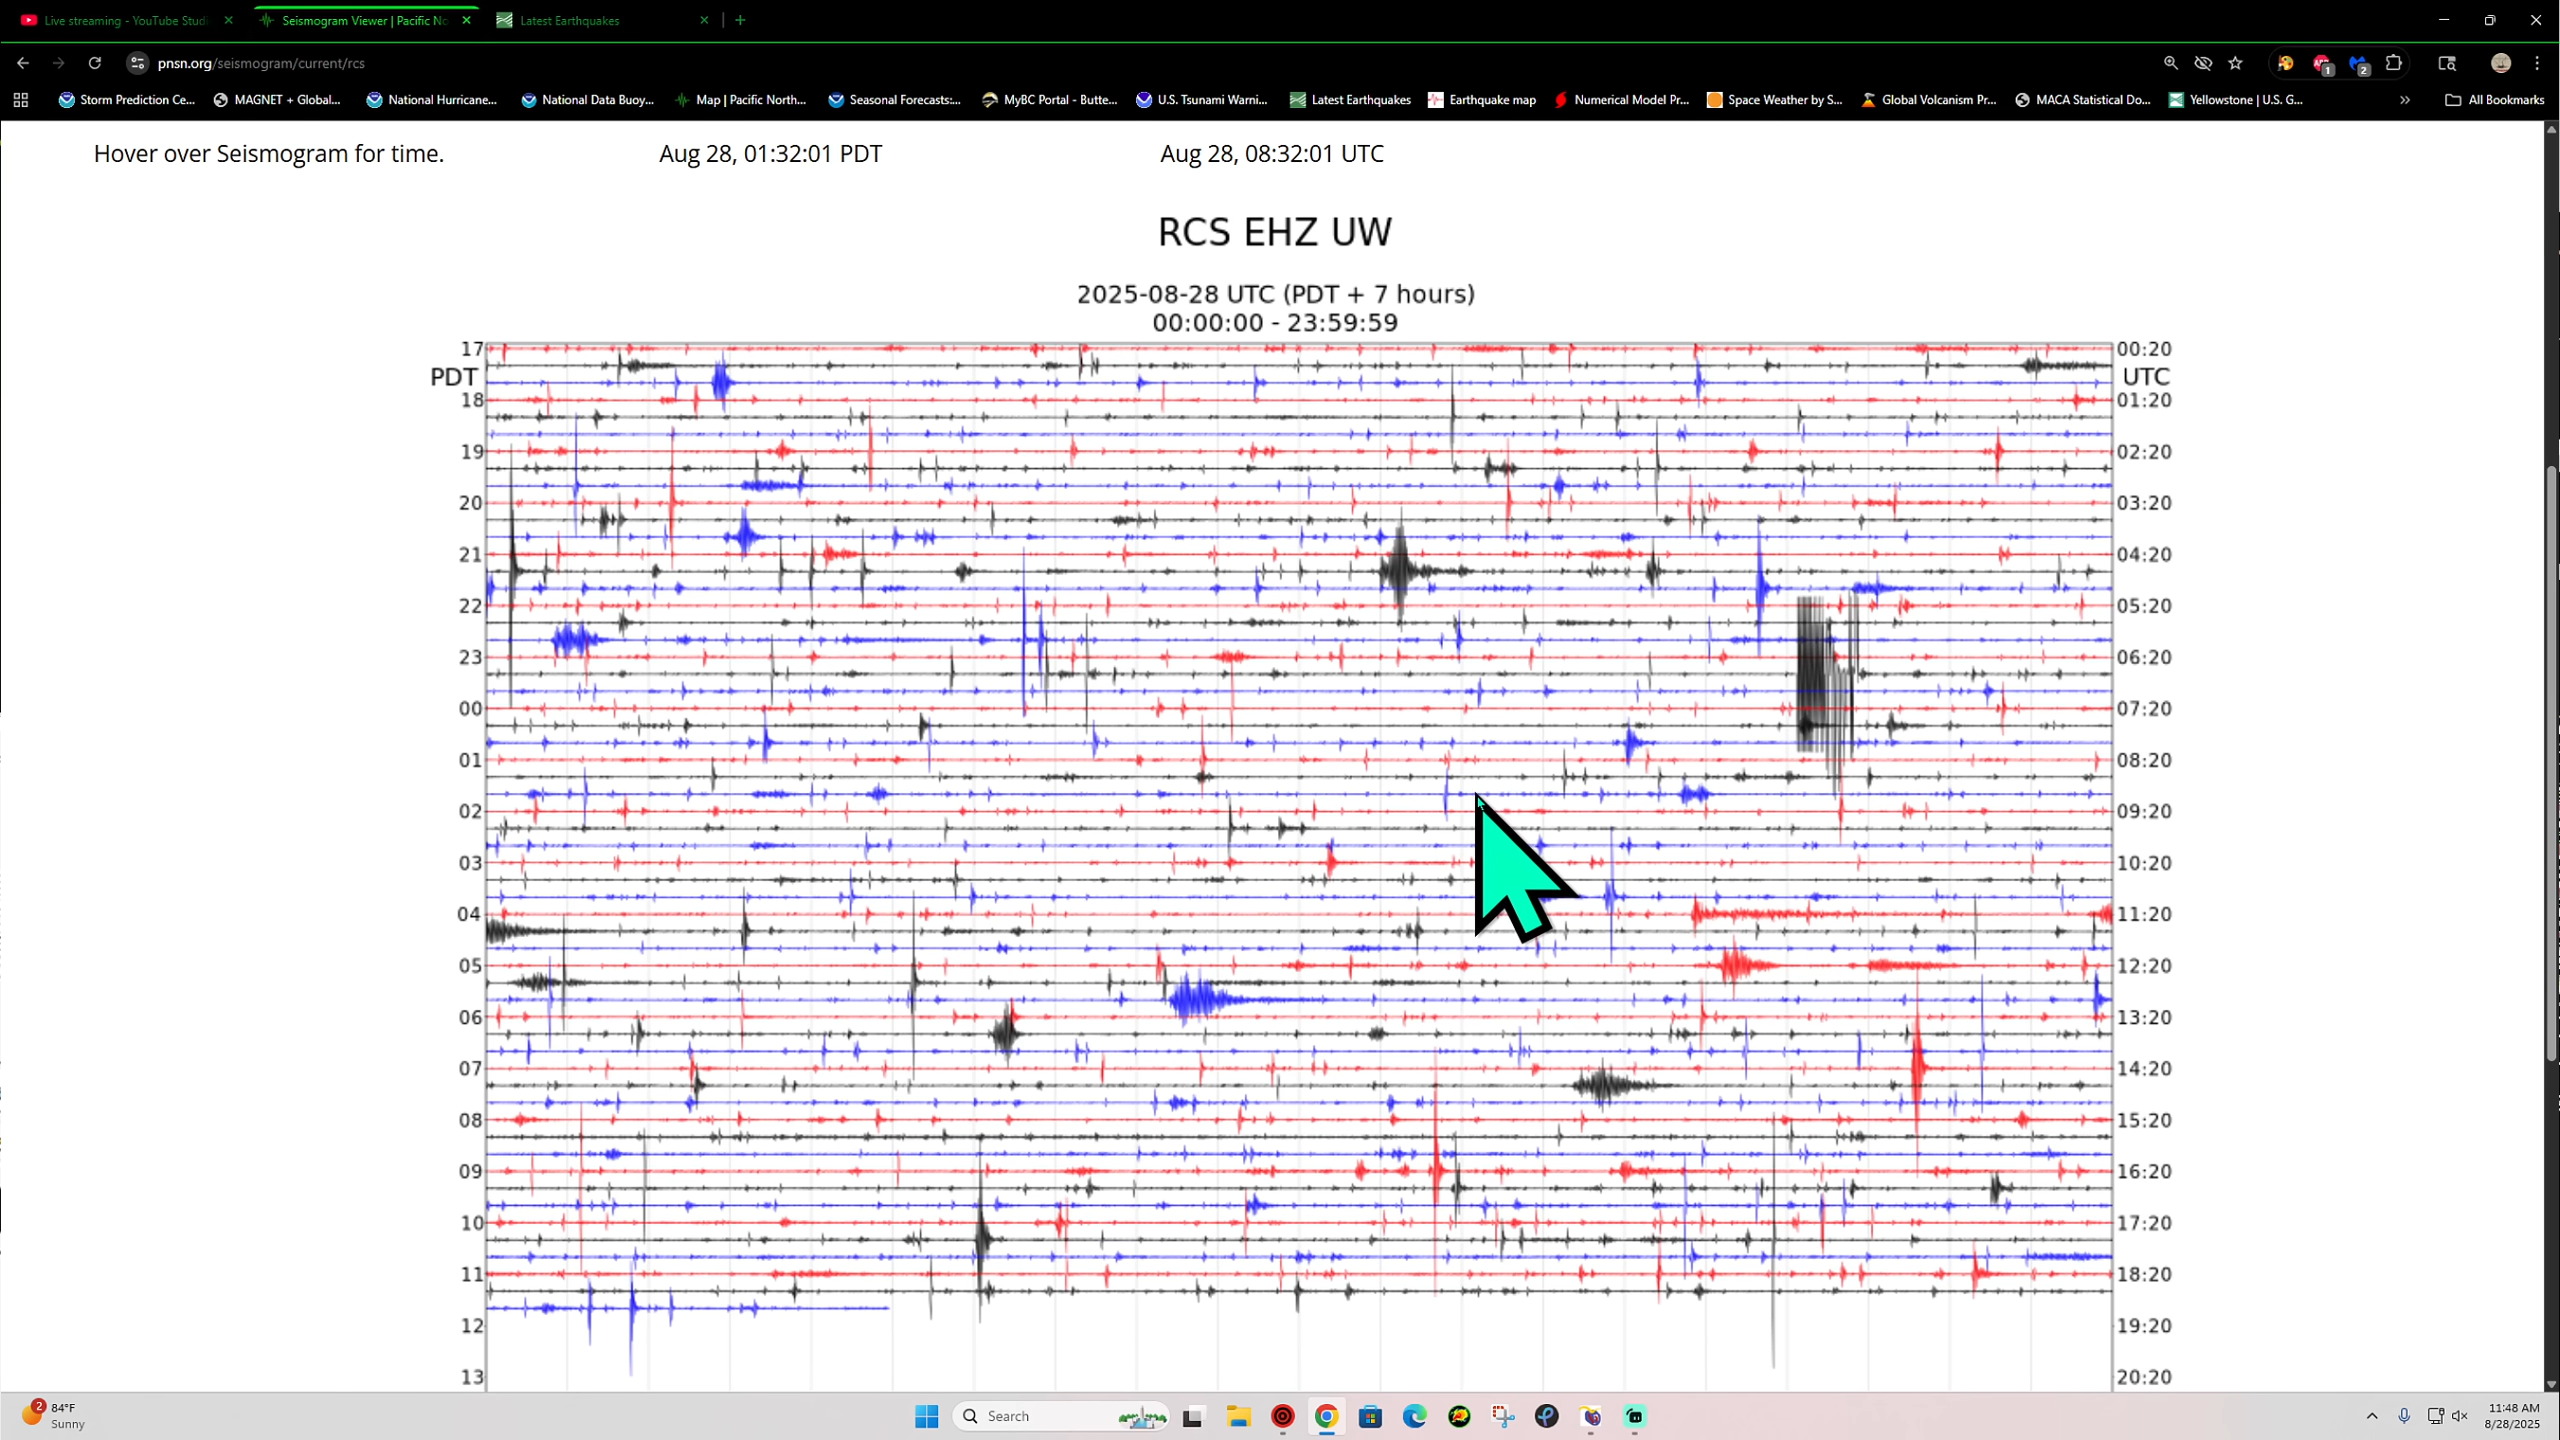 Live streaming - YouTube Studi
Seismogram Viewer | Pacific No
Latest Earthquakes
pnsn.org/seismogram/current/rcs
1
2
Storm Prediction Ce...
MAGNET + Global...
National Hurricane...
National Data Buoy...
Map | Pacific North...
Seasonal Forecasts:...
MyBC Portal - Butte...
U.S. Tsunami Warni...
Latest Earthquakes
Earthquake map
Numerical Model Pr...
Space Weather by S...
Global Volcanism Pr...
MACA Statistical Do...
Yellowstone | U.S. G...
All Bookmarks
Hover over Seismogram for time.
Aug 28, 01:32:01 PDT
Aug 28, 08:32:01 UTC
RCS EHZ UW
2025-08-28 UTC (PDT + 7 hours)
00:00:00 - 23:59:59
17 00:20
PDT UTC
18 01:20
19 02:20
20 03:20
21 04:20
22 05:20
23 06:20
00 07:20
01 08:20
02 09:20
03 10:20
04 11:20
05 12:20
06 13:20
07 14:20
08 15:20
09 16:20
10 17:20
11 18:20
12 19:20
13 20:20
2
84°F
Sunny
Search
11:48 AM
8/28/2025